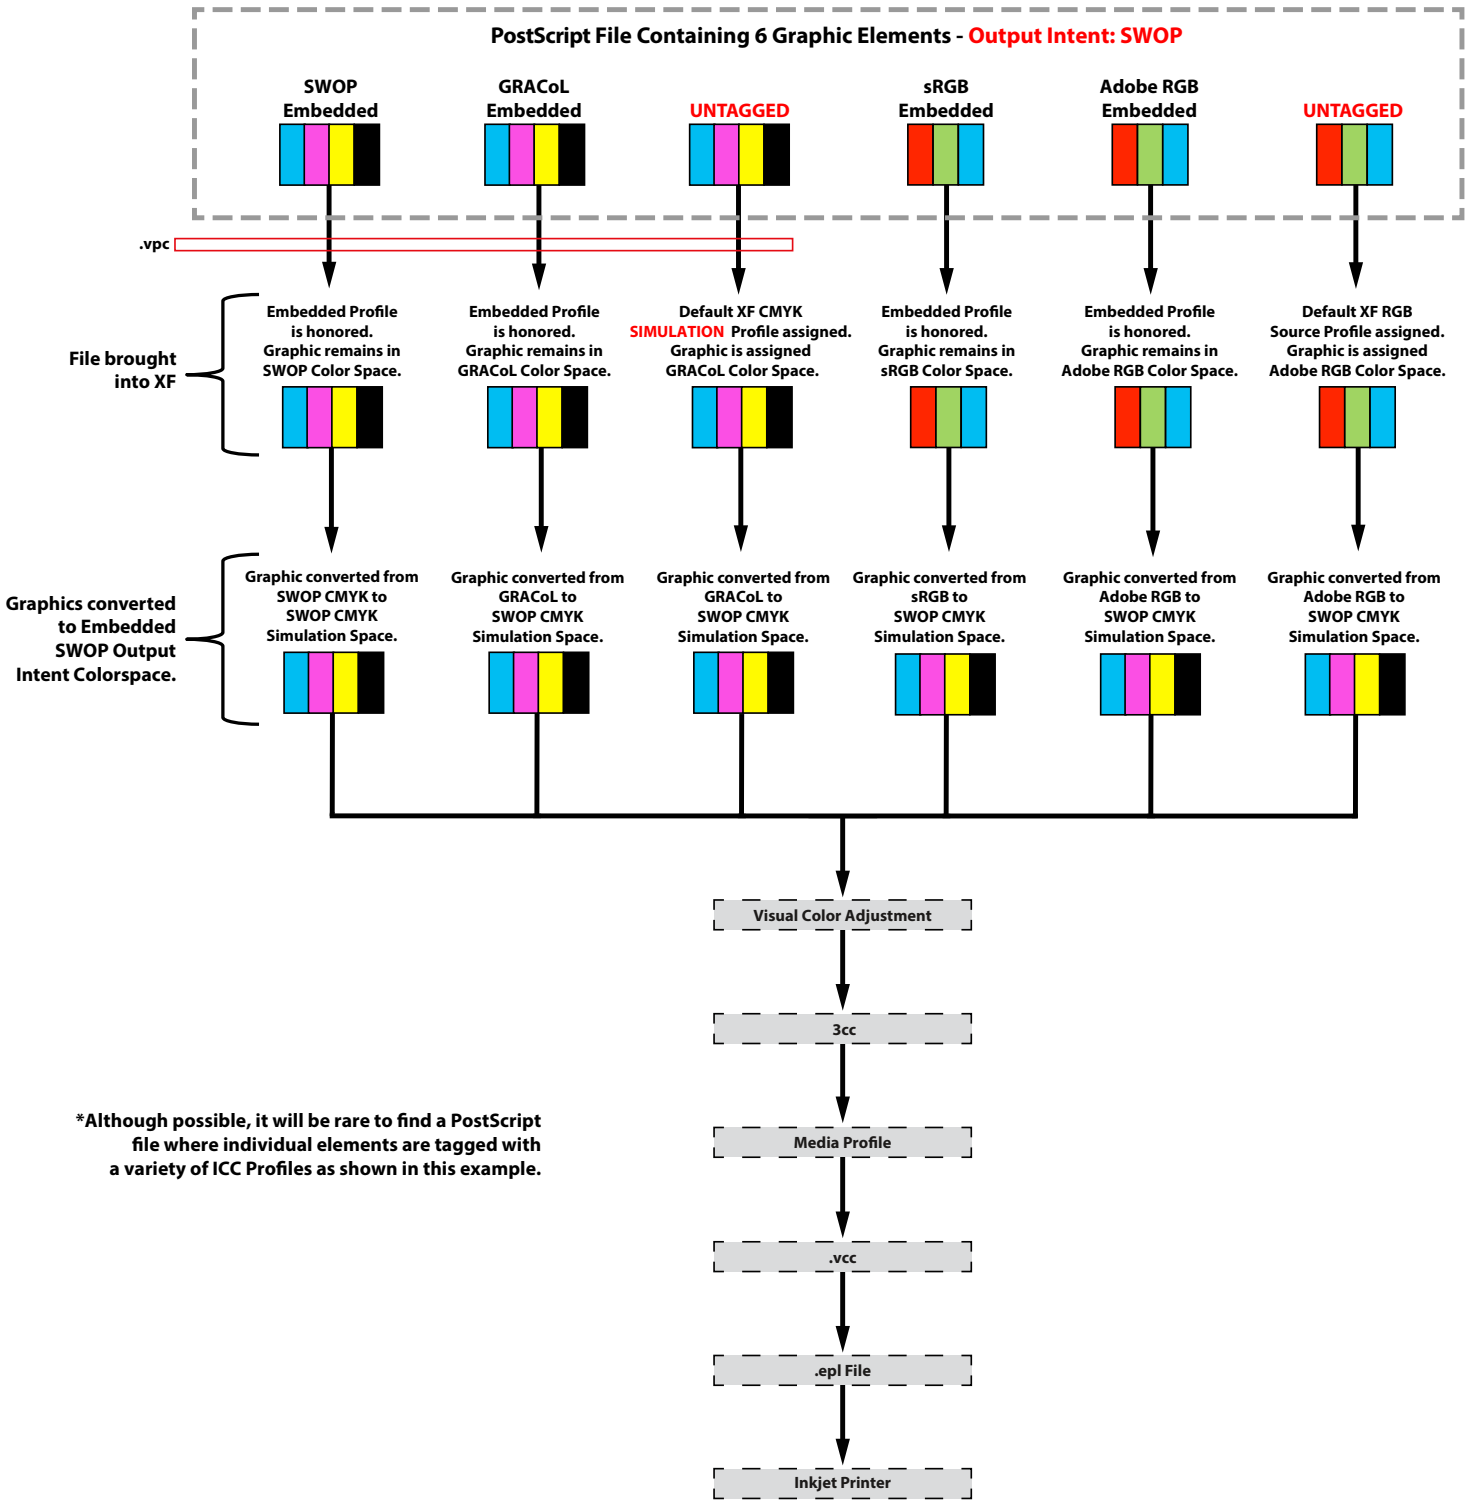 PostScript File Containing 6 Graphic Elements - Output Intent: SWOP
SWOP
Embedded
GRACoL
Embedded
UNTAGGED
sRGB
Embedded
Adobe RGB
Embedded
UNTAGGED
.vpc
File brought
into XF
Embedded Profile
is honored.
Graphic remains in
SWOP Color Space.
Embedded Profile
is honored.
Graphic remains in
GRACoL Color Space.
Default XF CMYK
SIMULATION Profile assigned.
Graphic is assigned
GRACoL Color Space.
Embedded Profile
is honored.
Graphic remains in
sRGB Color Space.
Embedded Profile
is honored.
Graphic remains in
Adobe RGB Color Space.
Default XF RGB
Source Profile assigned.
Graphic is assigned
Adobe RGB Color Space.
Graphics converted
to Embedded
SWOP Output
Intent Colorspace.
Graphic converted from
SWOP CMYK to
SWOP CMYK
Simulation Space.
Graphic converted from
GRACoL to
SWOP CMYK
Simulation Space.
Graphic converted from
GRACoL to
SWOP CMYK
Simulation Space.
Graphic converted from
sRGB to
SWOP CMYK
Simulation Space.
Graphic converted from
Adobe RGB to
SWOP CMYK
Simulation Space.
Graphic converted from
Adobe RGB to
SWOP CMYK
Simulation Space.
Visual Color Adjustment
3cc
*Although possible, it will be rare to find a PostScript
file where individual elements are tagged with
a variety of ICC Profiles as shown in this example.
Media Profile
.vcc
.epl File
Inkjet Printer